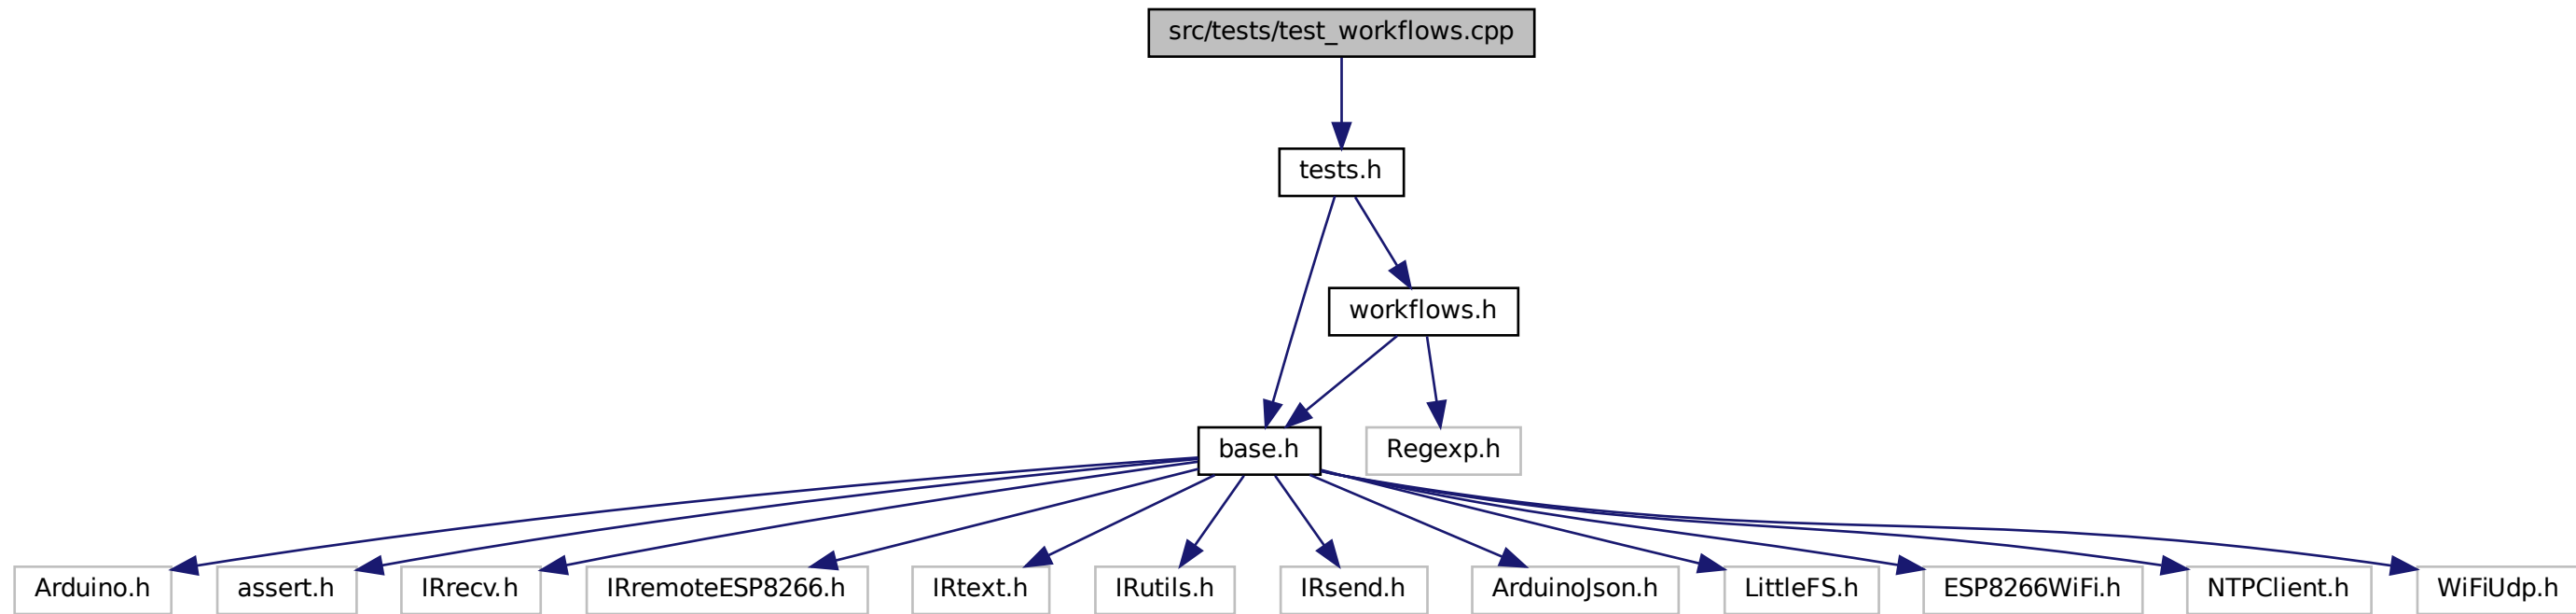 src/tests/test_workflows.cpp
tests.h
workflows.h
base.h
Regexp.h
Arduino.h
assert.h
IRrecv.h
IRremoteESP8266.h
IRtext.h
IRutils.h
IRsend.h
ArduinoJson.h
LittleFS.h
ESP8266WiFi.h
NTPClient.h
WiFiUdp.h